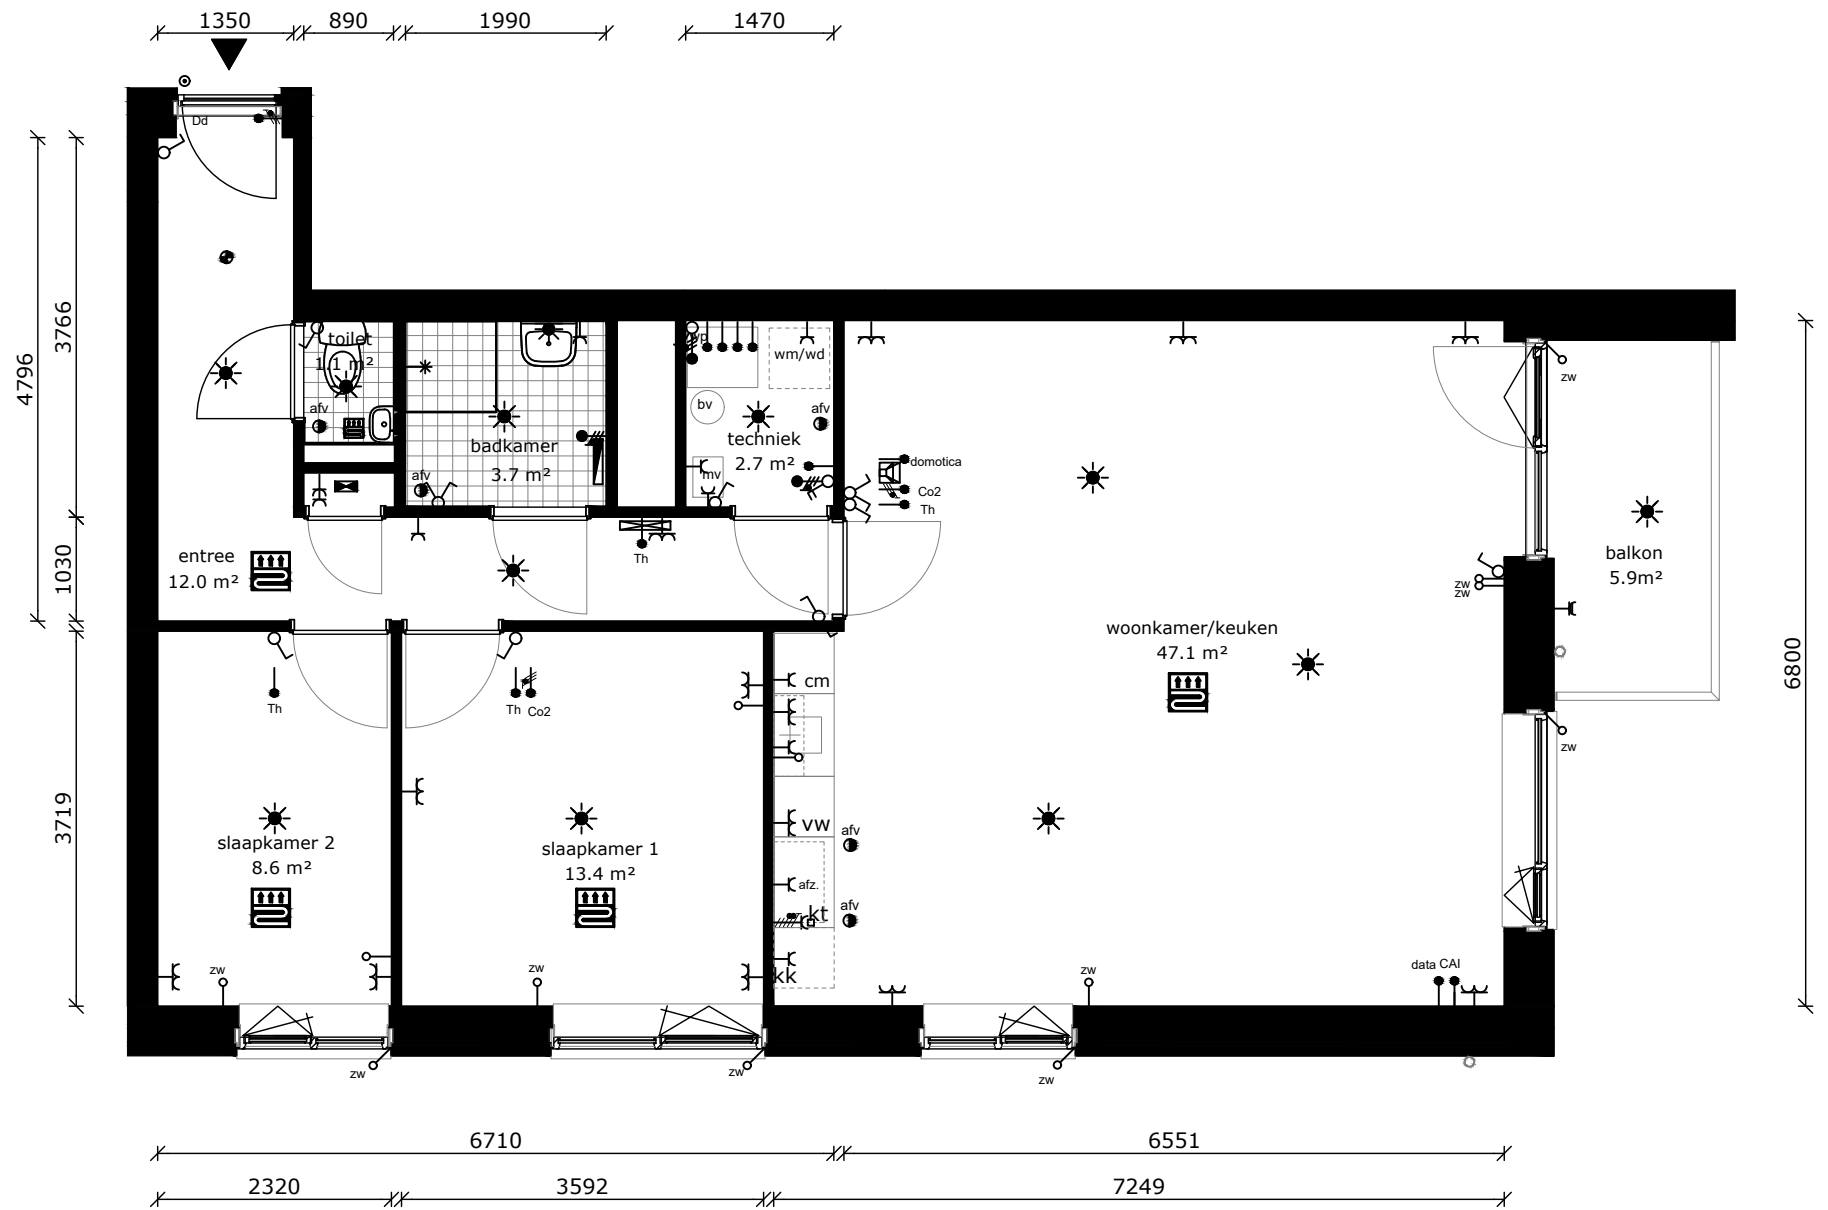 1350
890
1990
1470
Dd
4796
3766
1030
3719
toilet
1.1 m²
afv
badkamer
3.7 m²
afv
wm/wd
bv
afv
techniek
2.7 m²
mv
domotica
Co2
Th
zw
balkon
5.9m²
zw
zw
entree
12.0 m²
Th
woonkamer/keuken
47.1 m²
6800
Th
Th
Co2
cm
zw
vw
afv
slaapkamer 2
8.6 m²
slaapkamer 1
13.4 m²
afz.
kt
afv
kk
zw
zw
zw
data
CAI
zw
zw
zw
6710
6551
2320
3592
7249